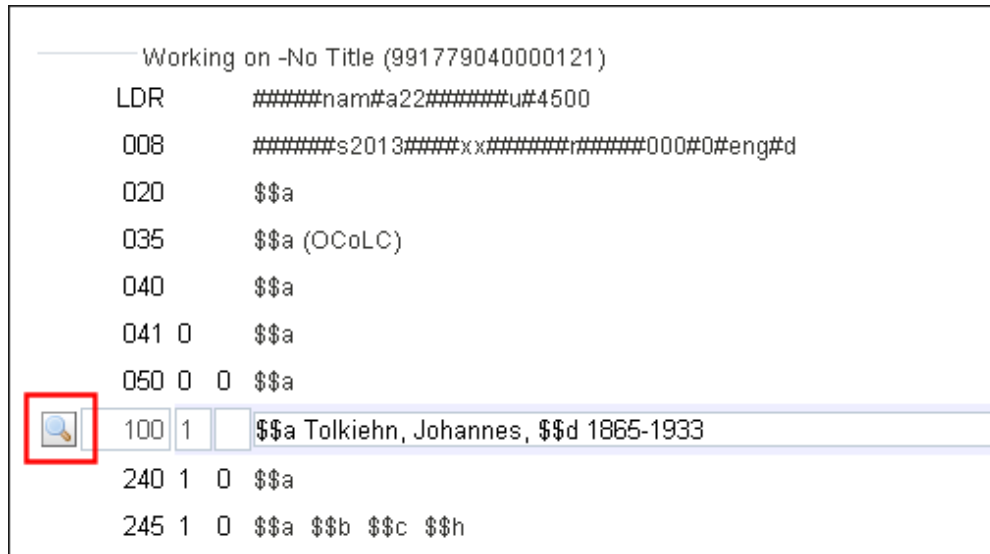 Working on -No Title (991779040000121)
LDR #####nam#a22######u#4500
008 ######s2013####xx######r#####000#0#eng#d
020 $$a
035 $$a (OCoLC)
040 $$a
041 0 $$a
050 0 0 $$a
100 1 $$a Tolkiehn, Johannes, $$d 1865-1933
240 1 0 $$a
245 1 0 $$a $$b $$c $$h